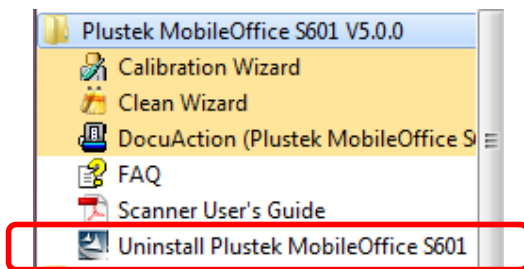 Plustek MobileOffice S601 V5.0.0
Calibration Wizard
Clean Wizard
DocuAction (Plustek MobileOffice S
FAQ
Scanner User's Guide
Uninstall Plustek MobileOffice S601